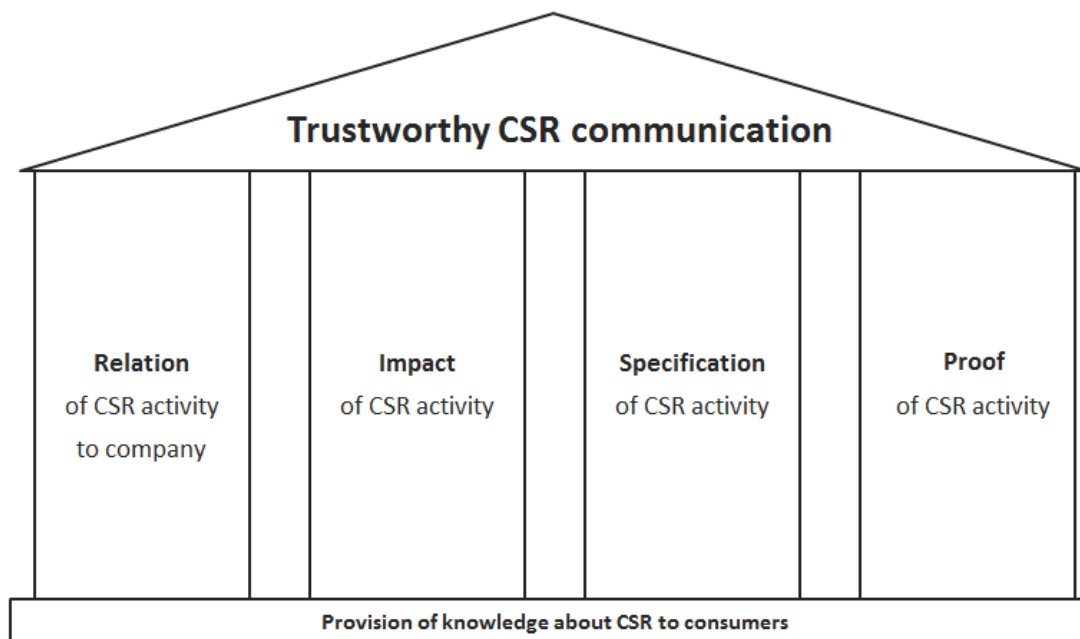 Trustworthy CSR communication
Relation
of CSR activity
to company
Impact
of CSR activity
Specification
of CSR activity
Proof
of CSR activity
Provision of knowledge about CSR to consumers